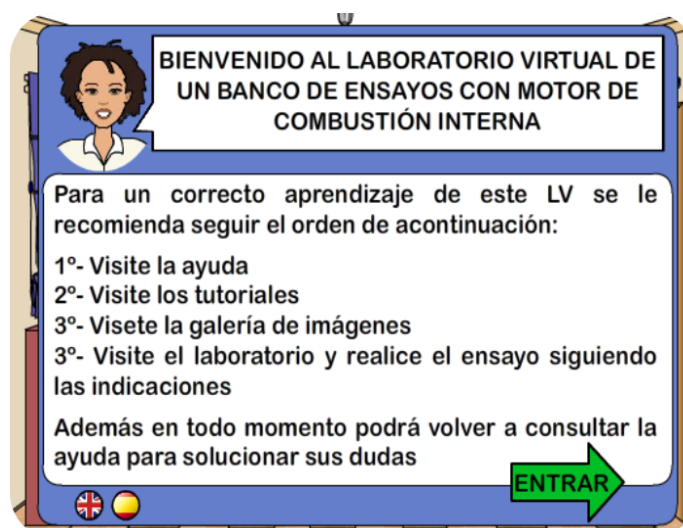 BIENVENIDO AL LABORATORIO VIRTUAL DE
UN BANCO DE ENSAYOS CON MOTOR DE
COMBUSTIÓN INTERNA
Para un correcto aprendizaje de este LV se le
recomienda seguir el orden de acontinuación:
1º- Visite la ayuda
2º- Visite los tutoriales
3º- Visete la galería de imágenes
3º- Visite el laboratorio y realice el ensayo siguiendo
las indicaciones
Además en todo momento podrá volver a consultar la
ayuda para solucionar sus dudas
ENTRAR